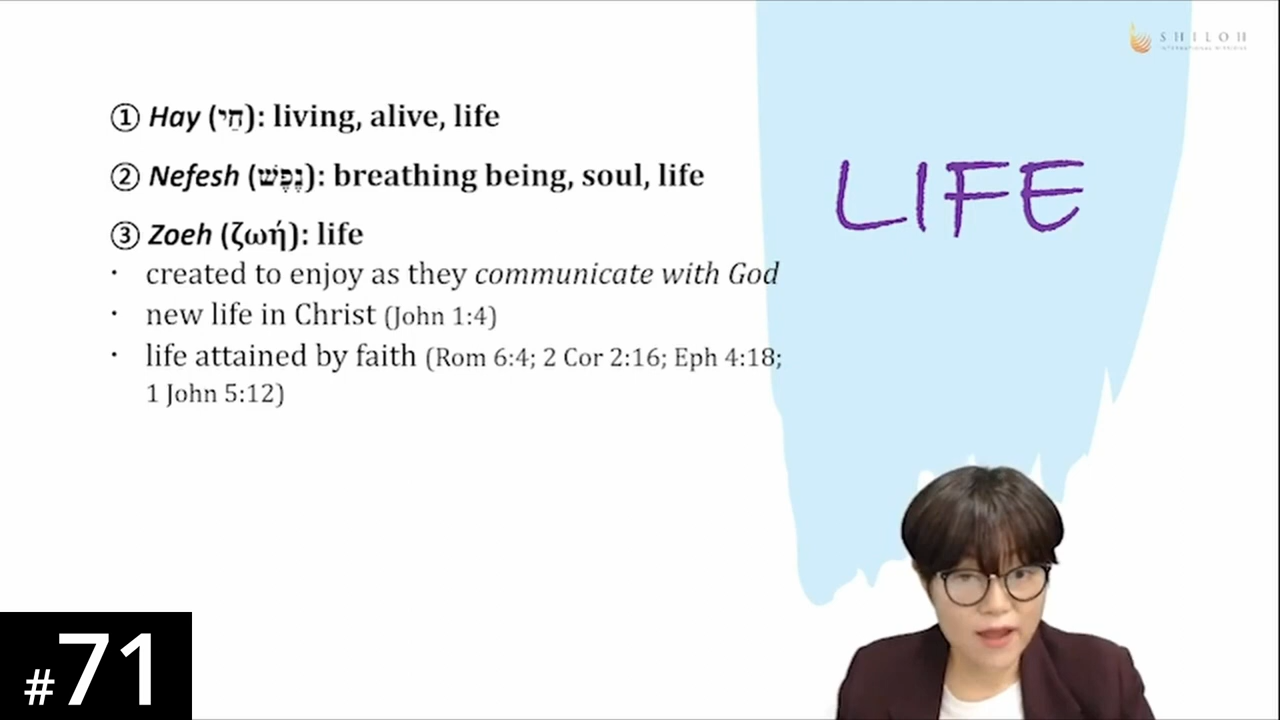 ① Hay (חַי): living, alive, life
② Nefesh (נֶפֶשׁ): breathing being, soul, life
③ Zoeh (ζωή): life
· created to enjoy as they communicate with God
· new life in Christ (John 1:4)
· life attained by faith (Rom 6:4; 2 Cor 2:16; Eph 4:18;
1 John 5:12)
LIFE
SHILOH
INTERNATIONAL MINISTRIES
#71